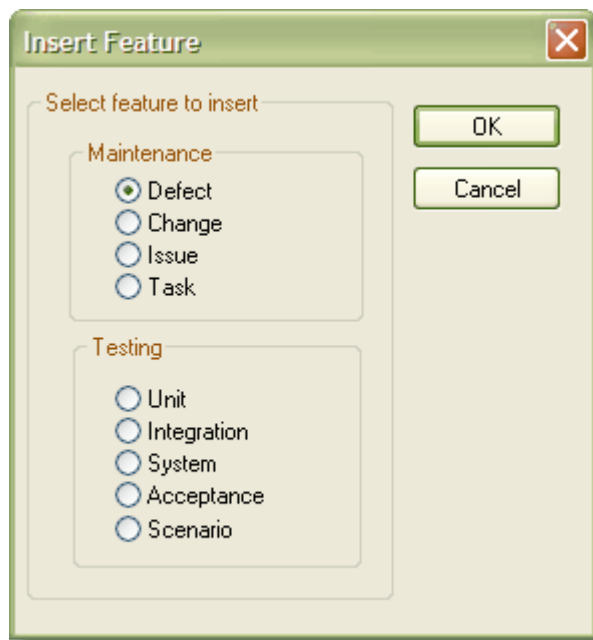 Insert Feature
Select feature to insert
OK
Maintenance
Defect
Cancel
Change
Issue
Task
Testing
Unit
Integration
System
Acceptance
Scenario